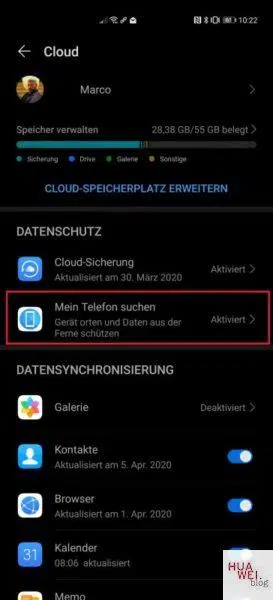 10:22
Cloud
Marco
Speicher verwalten 28,38 GB/55 GB belegt
Sicherung Drive Galerie Sonstige
CLOUD-SPEICHERPLATZ ERWEITERN
DATENSCHUTZ
Cloud-Sicherung
Aktualisiert am 30. März 2020
Aktiviert
Mein Telefon suchen
Gerät orten und Daten aus der
Ferne schützen
Aktiviert
DATENSYNCHRONISIERUNG
Galerie Deaktiviert
Kontakte
Aktualisiert am 5. Apr. 2020
Browser
Aktualisiert am 1. Apr. 2020
31 Kalender
08:06 aktualisiert
Memo
HUA
WEI.
blog